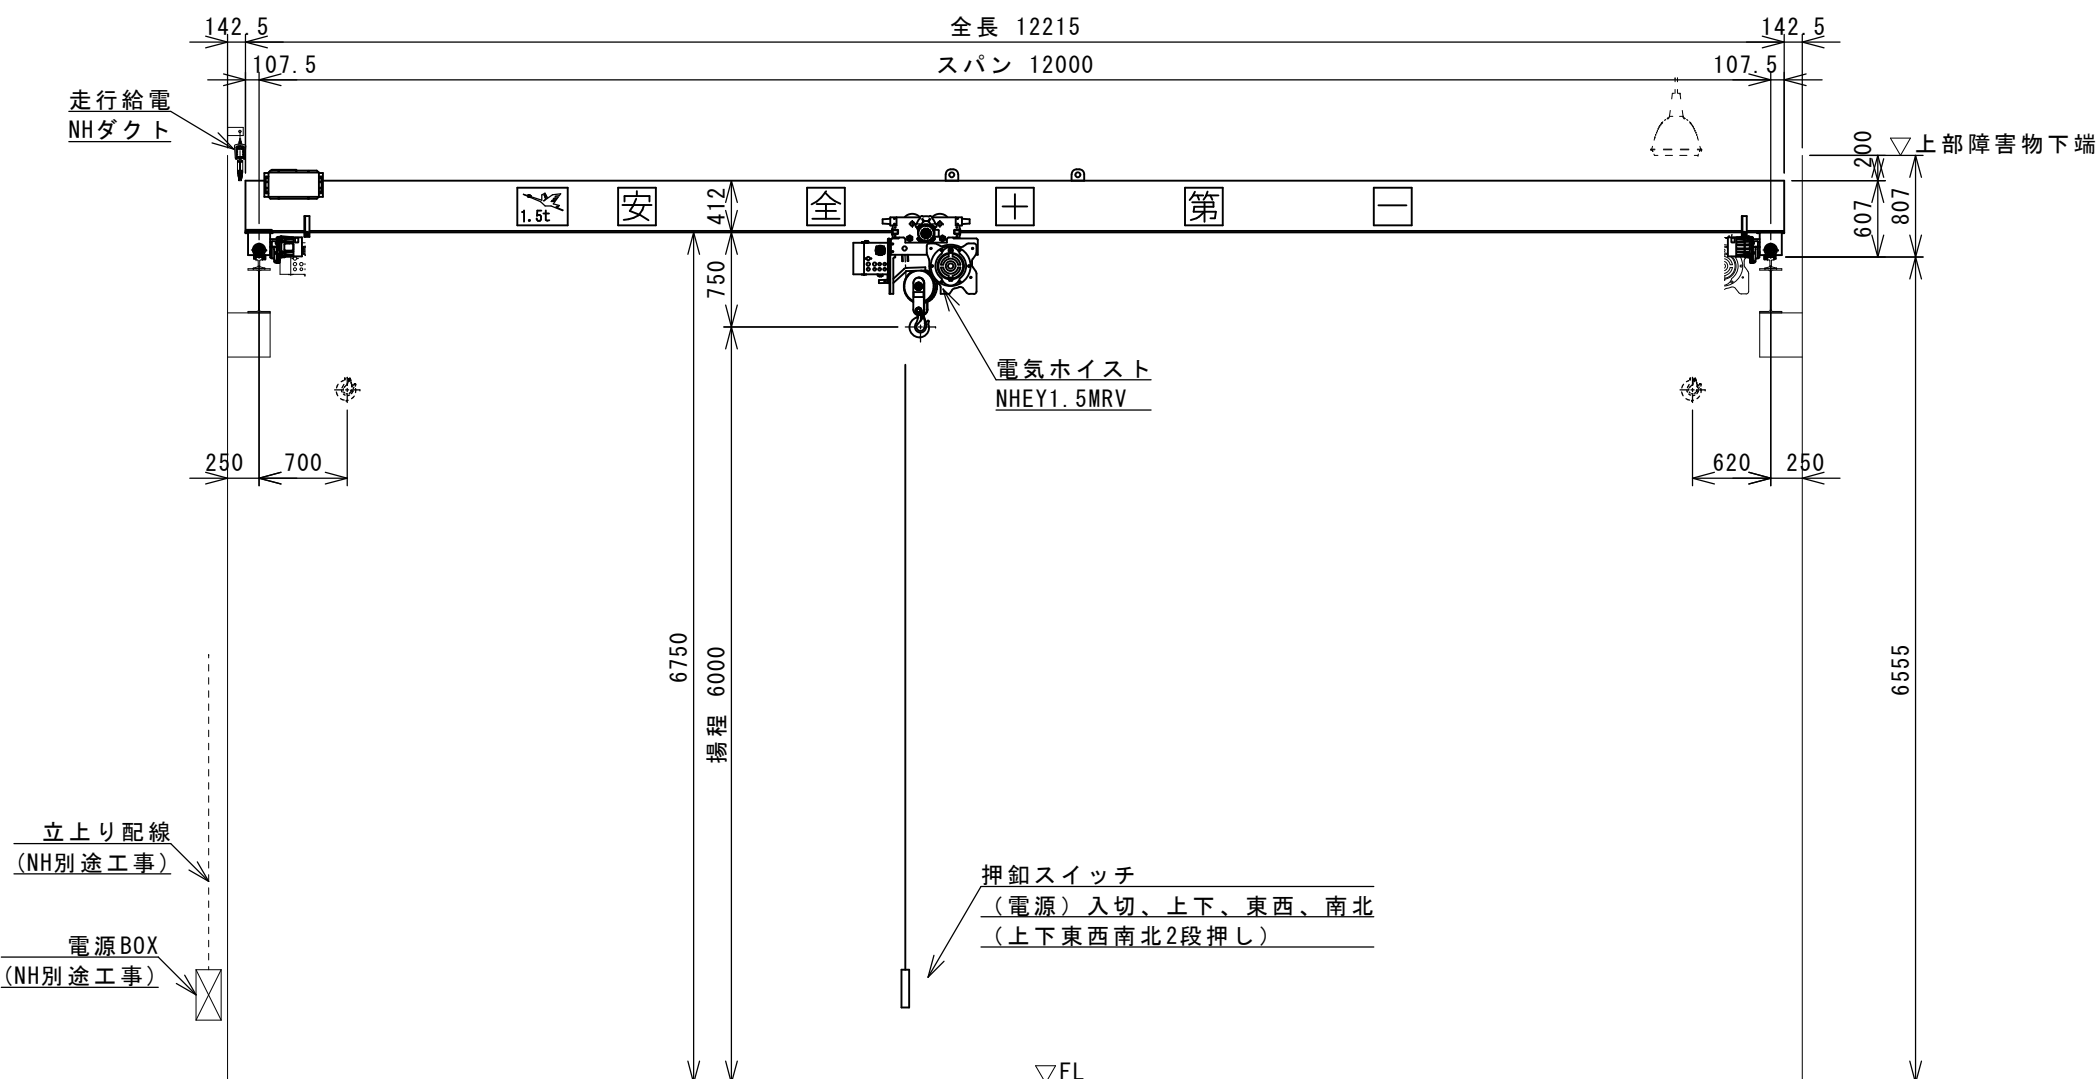 142.5
全長 12215
142.5
107.5
スパン 12000
107.5
走行給電
NHダクト
200
▽上部障害物下端
1.5t
安
全
十
第
一
412
607
807
750
電気ホイスト
NHEY1.5MRV
250
700
620
250
6750
揚程 6000
6555
立上り配線
(NH別途工事)
押釦スイッチ
(電源)入切、上下、東西、南北
(上下東西南北2段押し)
電源BOX
(NH別途工事)
▽FL